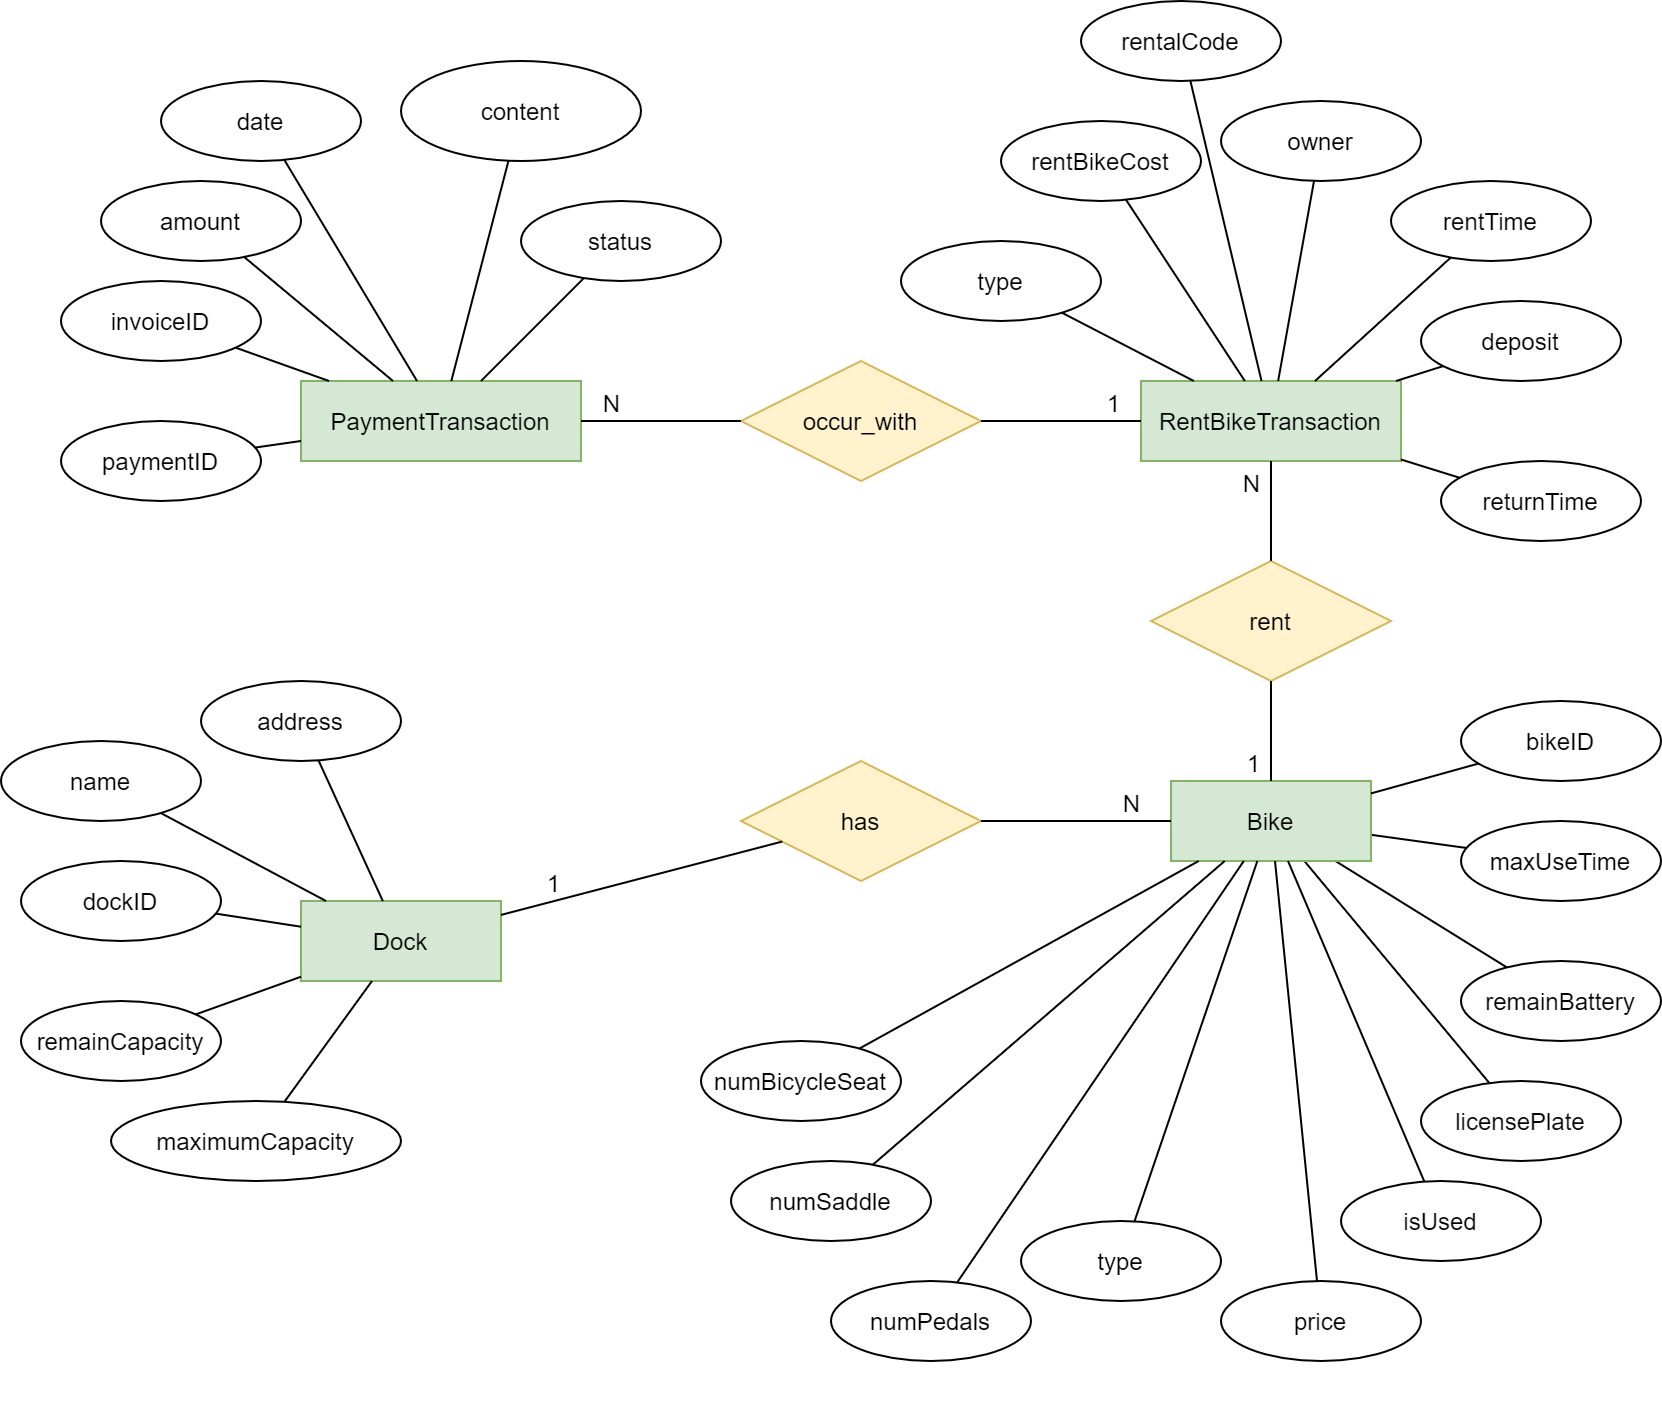 rentalCode
date
content
rentBikeCost
owner
amount
status
rentTime
type
invoiceID
deposit
PaymentTransaction
N
occur_with
1
RentBikeTransaction
paymentID
N
returnTime
rent
address
bikeID
name
1
has
N
Bike
maxUseTime
1
dockID
Dock
remainCapacity
remainBattery
numBicycleSeat
maximumCapacity
licensePlate
numSaddle
isUsed
type
numPedals
price